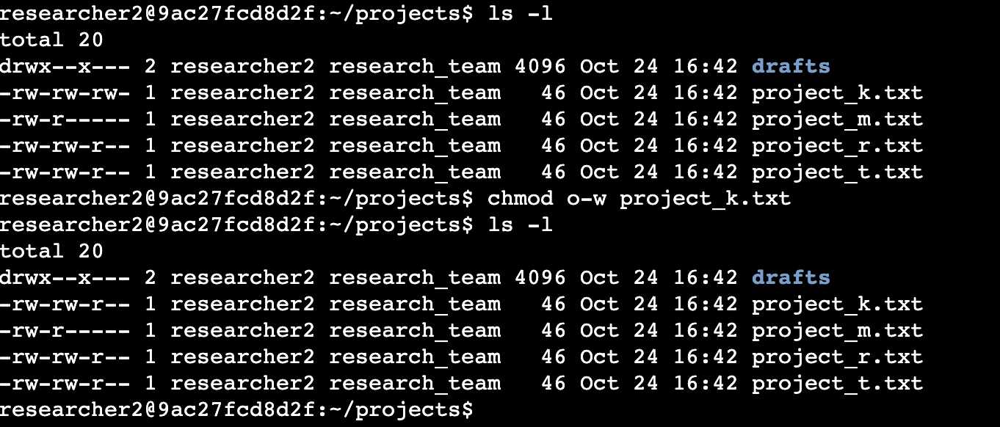 researcher2@9ac27fcd8d2f:~/projects$ ls -l
total 20
drwx--x--- 2 researcher2 research_team 4096 Oct 24 16:42 drafts
-rw-rw-rw- 1 researcher2 research_team   46 Oct 24 16:42 project_k.txt
-rw-r----- 1 researcher2 research_team   46 Oct 24 16:42 project_m.txt
-rw-rw-r-- 1 researcher2 research_team   46 Oct 24 16:42 project_r.txt
-rw-rw-r-- 1 researcher2 research_team   46 Oct 24 16:42 project_t.txt
researcher2@9ac27fcd8d2f:~/projects$ chmod o-w project_k.txt
researcher2@9ac27fcd8d2f:~/projects$ ls -l
total 20
drwx--x--- 2 researcher2 research_team 4096 Oct 24 16:42 drafts
-rw-rw-r-- 1 researcher2 research_team   46 Oct 24 16:42 project_k.txt
-rw-r----- 1 researcher2 research_team   46 Oct 24 16:42 project_m.txt
-rw-rw-r-- 1 researcher2 research_team   46 Oct 24 16:42 project_r.txt
-rw-rw-r-- 1 researcher2 research_team   46 Oct 24 16:42 project_t.txt
researcher2@9ac27fcd8d2f:~/projects$